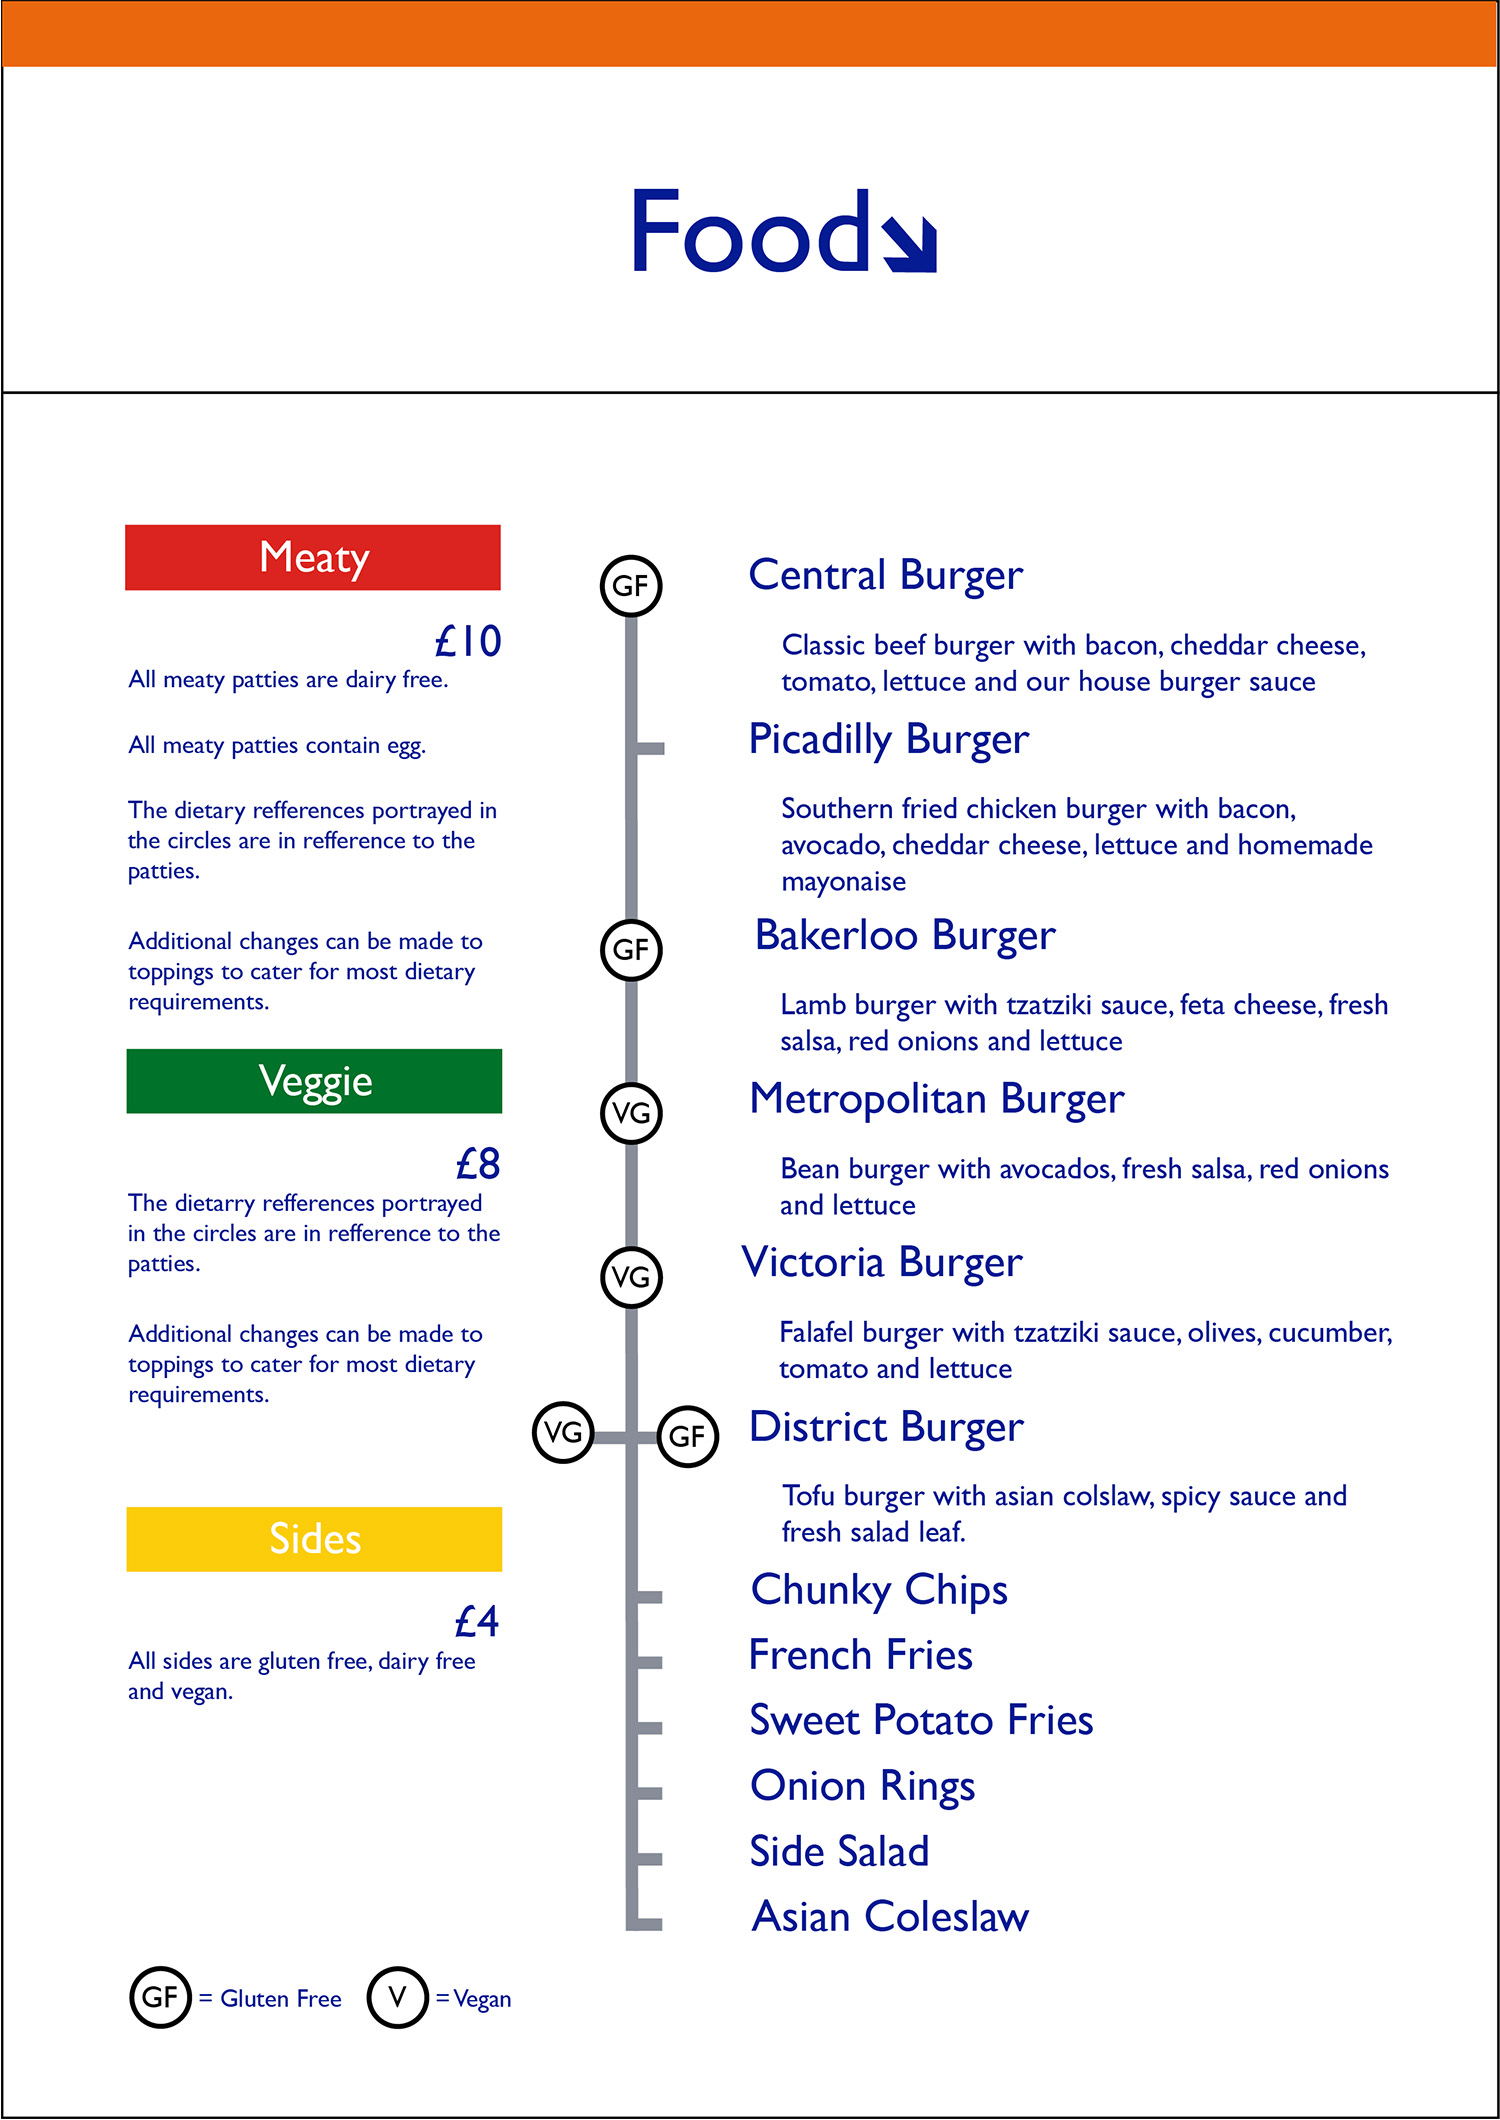 Food
Meaty
£10
All meaty patties are dairy free.
All meaty patties contain egg.
The dietary refferences portrayed in
the circles are in refference to the
patties.
Additional changes can be made to
toppings to cater for most dietary
requirements.
Veggie
£8
The dietarry refferences portrayed
in the circles are in refference to the
patties.
Additional changes can be made to
toppings to cater for most dietary
requirements.
Sides
£4
All sides are gluten free, dairy free
and vegan.
GF Central Burger
Classic beef burger with bacon, cheddar cheese,
tomato, lettuce and our house burger sauce
Picadilly Burger
Southern fried chicken burger with bacon,
avocado, cheddar cheese, lettuce and homemade
mayonaise
GF Bakerloo Burger
Lamb burger with tzatziki sauce, feta cheese, fresh
salsa, red onions and lettuce
VG Metropolitan Burger
Bean burger with avocados, fresh salsa, red onions
and lettuce
VG Victoria Burger
Falafel burger with tzatziki sauce, olives, cucumber,
tomato and lettuce
VG GF District Burger
Tofu burger with asian colslaw, spicy sauce and
fresh salad leaf.
Chunky Chips
French Fries
Sweet Potato Fries
Onion Rings
Side Salad
Asian Coleslaw
GF = Gluten Free V = Vegan